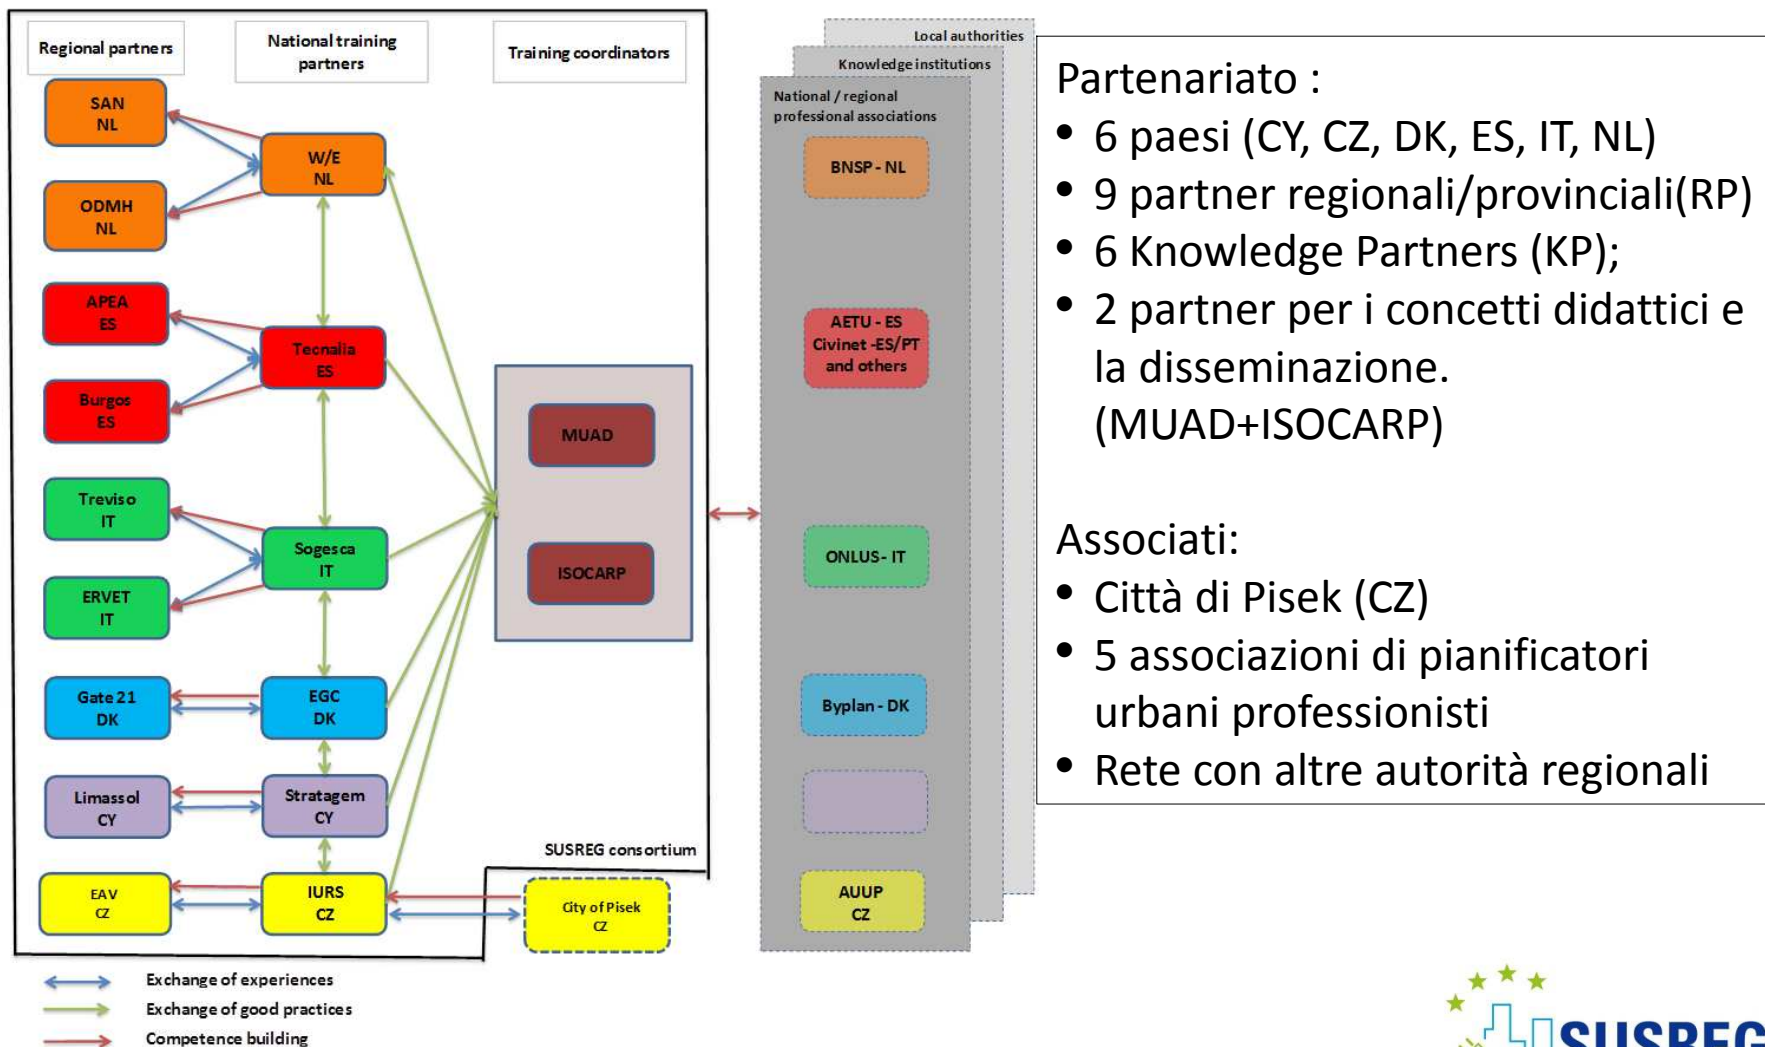 Regional partners
National training
partners
Training coordinators
SAN
NL
ODMH
NL
W/E
NL
APEA
ES
Burgos
ES
Tecnalia
ES
Treviso
IT
ERVET
IT
Sogesca
IT
Gate 21
DK
EGC
DK
Limassol
CY
Stratagem
CY
EAV
CZ
IURS
CZ
MUAD
ISOCARP
SUSREG consortium
City of Pisek
CZ
Local authorities
Knowledge institutions
National / regional
professional associations
BNSP - NL
AETU - ES
Civinet -ES/PT
and others
ONLUS- IT
Byplan - DK
AUUP
CZ
Exchange of experiences
Exchange of good practices
Competence building
Partenariato :
• 6 paesi (CY, CZ, DK, ES, IT, NL)
• 9 partner regionali/provinciali(RP)
• 6 Knowledge Partners (KP);
• 2 partner per i concetti didattici e
la disseminazione.
(MUAD+ISOCARP)
Associati:
• Città di Pisek (CZ)
• 5 associazioni di pianificatori
urbani professionisti
• Rete con altre autorità regionali
SUSREG